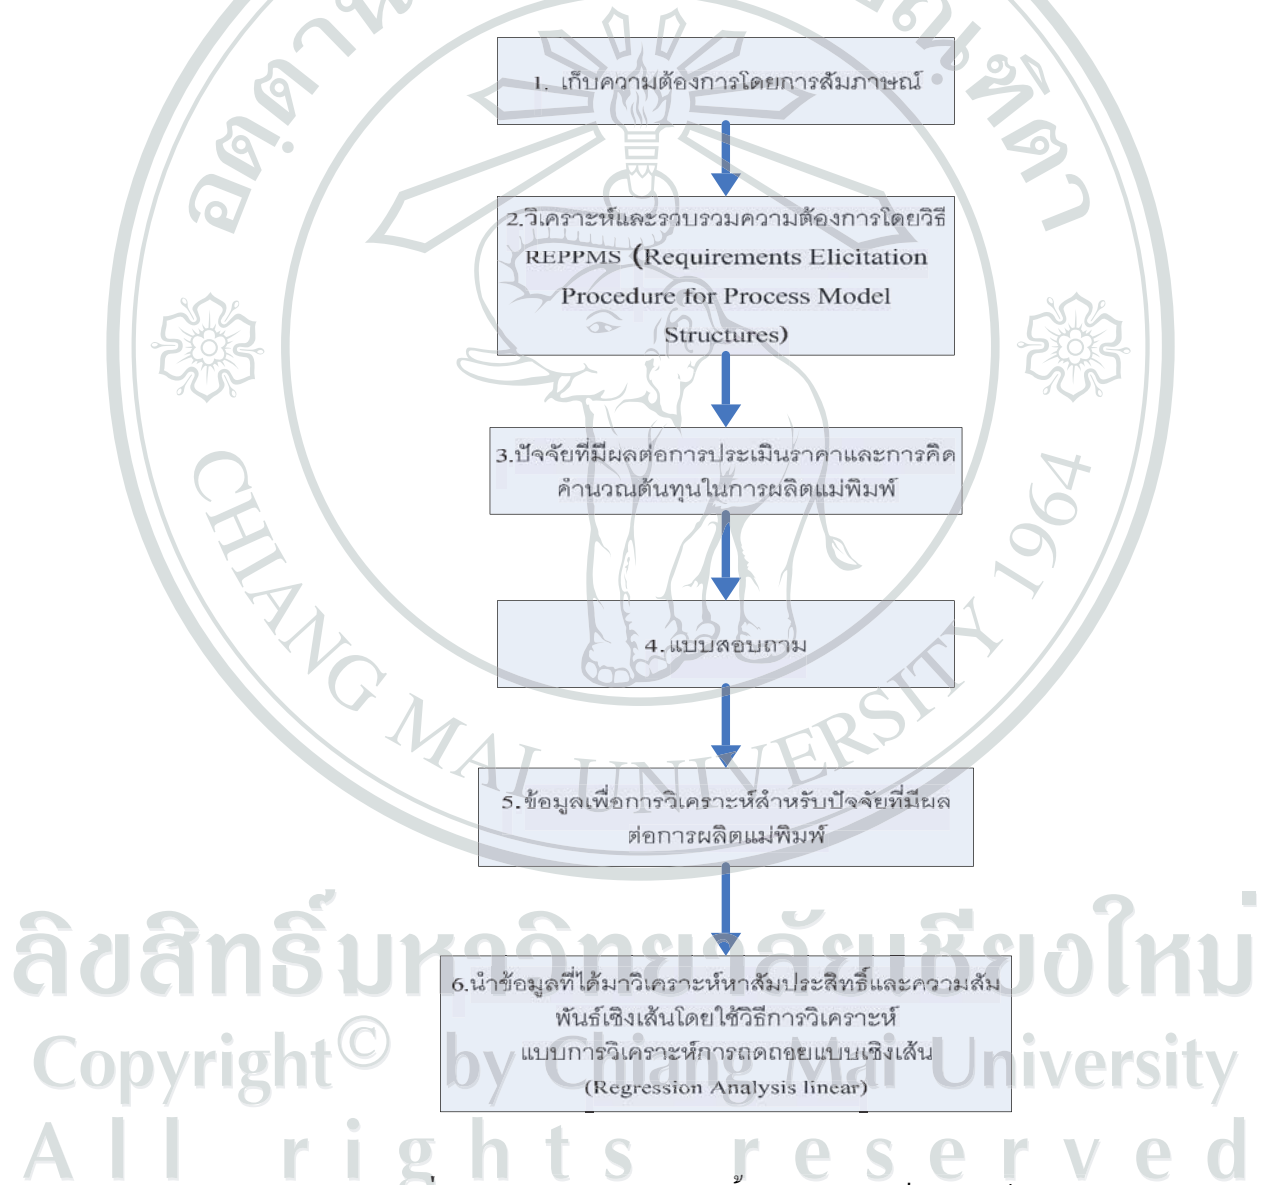 1. เก็บความต้องการโดยการสัมภาษณ์
2.วิเคราะห์และรวบรวมความต้องการโดยวิธี
REPPMS (Requirements Elicitation
Procedure for Process Model
Structures)
3.ปัจจัยที่มีผลต่อการประเมินราคาและการคิด
คำนวณต้นทุนในการผลิตแม่พิมพ์
4.แบบสอบถาม
5.ข้อมูลเพื่อการวิเคราะห์สำหรับปัจจัยที่มีผล
ต่อการผลิตแม่พิมพ์
6.นำข้อมูลที่ได้มาวิเคราะห์หาสัมประสิทธิ์และความสัม
พันธ์เชิงเส้นโดยใช้วิธีการวิเคราะห์
แบบการวิเคราะห์การถดถอยแบบเชิงเส้น
(Regression Analysis linear)
CHIANG MAI UNIVERSITY 1964
ลิขสิทธิ์มหาวิทยาลัยเชียงใหม่
Copyright© by Chiang Mai University
All rights reserved